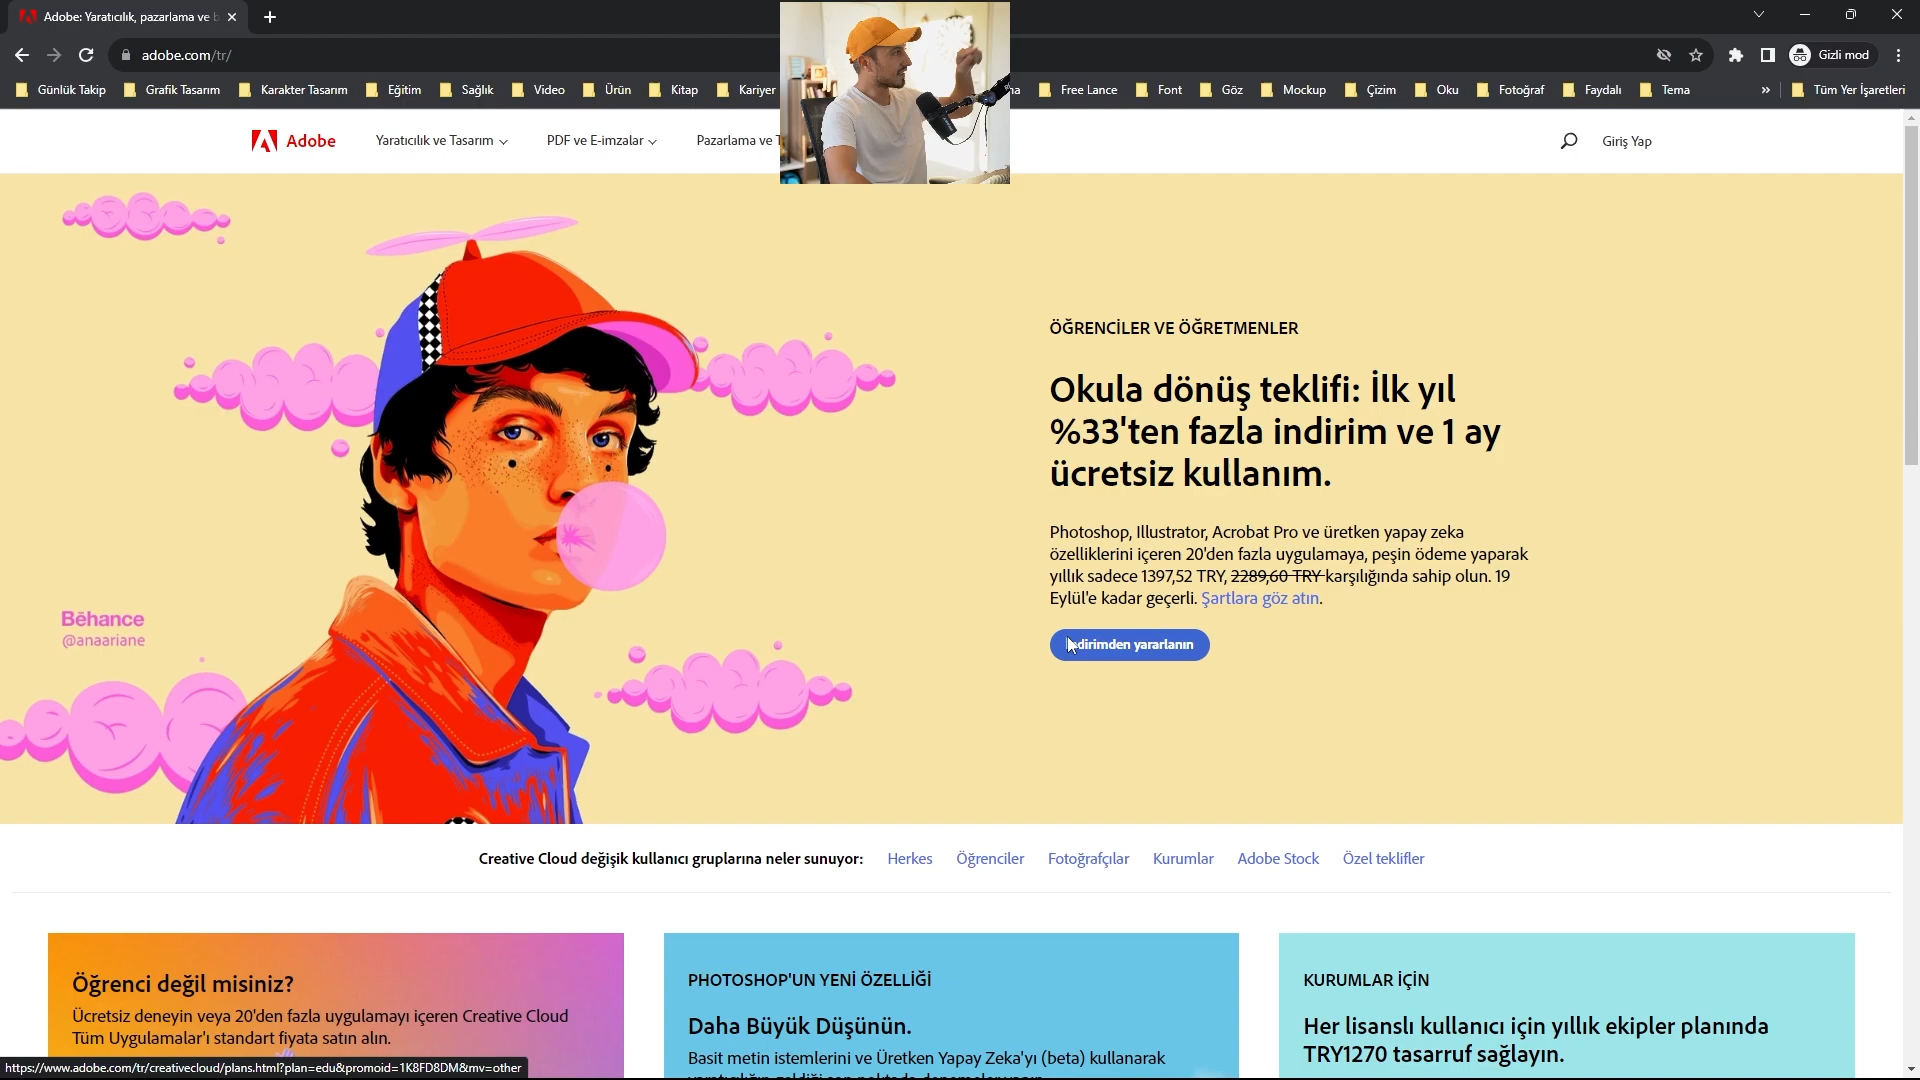 Adobe: Yaratıcılık, pazarlama ve b
adobe.com/tr/
Gizli mod
Günlük Takip
Grafik Tasarım
Karakter Tasarım
Eğitim
Sağlık
Video
Ürün
Kitap
Kariyer
Free Lance
Font
Göz
Mockup
Çizim
Oku
Fotoğraf
Faydalı
Tema
»
Tüm Yer İşaretleri
Adobe
Yaratıcılık ve Tasarım
PDF ve E-imzalar
Pazarlama ve
Giriş Yap
ÖĞRENCİLER VE ÖĞRETMENLER
Okula dönüş teklifi: İlk yıl
%33'ten fazla indirim ve 1 ay
ücretsiz kullanım.
Photoshop, Illustrator, Acrobat Pro ve üretken yapay zeka
özelliklerini içeren 20'den fazla uygulamaya, peşin ödeme yaparak
yıllık sadece 1397,52 TRY, 2289,60 TRY karşılığında sahip olun. 19
Eylül'e kadar geçerli. Şartlara göz atın.
dirimden yararlanın
Bēhance
@anaariane
Creative Cloud değişik kullanıcı gruplarına neler sunuyor:
Herkes
Öğrenciler
Fotoğrafçılar
Kurumlar
Adobe Stock
Özel teklifler
Öğrenci değil misiniz?
Ücretsiz deneyin veya 20'den fazla uygulamayı içeren Creative Cloud
Tüm Uygulamalar'ı standart fiyata satın alın.
PHOTOSHOP'UN YENİ ÖZELLİĞİ
Daha Büyük Düşünün.
Basit metin istemlerini ve Üretken Yapay Zeka'yı (beta) kullanarak
KURUMLAR İÇİN
Her lisanslı kullanıcı için yıllık ekipler planında
TRY1270 tasarruf sağlayın.
https://www.adobe.com/tr/creativecloud/plans.html?plan=edu&promoid=1K8FD8DM&mv=other